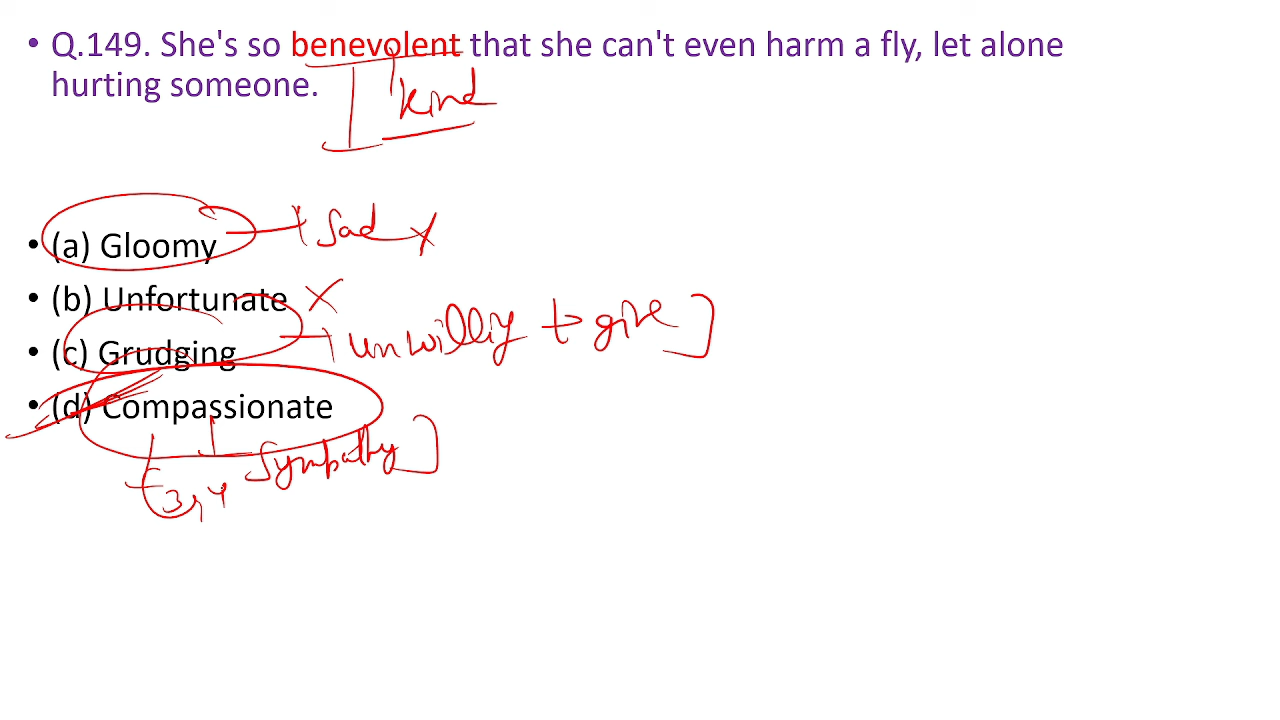 • Q.149. She's so benevolent that she can't even harm a fly, let alone
hurting someone.
kind
• (a) Gloomy
sad
• (b) Unfortunate
unwilliy to give
• (c) Grudging
• (d) Compassionate
sympathy